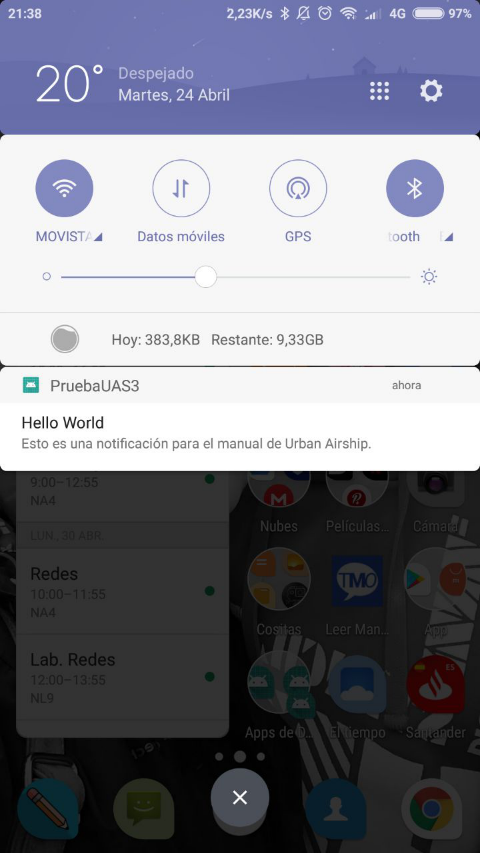 21:38 2,23K/s 4G 97%
20° Despejado
Martes, 24 Abril
MOVISTA Datos móviles GPS tooth
Hoy: 383,8KB Restante: 9,33GB
PruebaUAS3 ahora
Hello World
Esto es una notificación para el manual de Urban Airship.
9:00–12:55
NA4
LUN., 30 ABR.
Redes
10:00–11:55
NA4
Lab. Redes
12:00–13:55
NL9
Nubes Películas... Cámara
TMO
Cositas Leer Man... App
ES
Apps de D... El Tiempo Santander